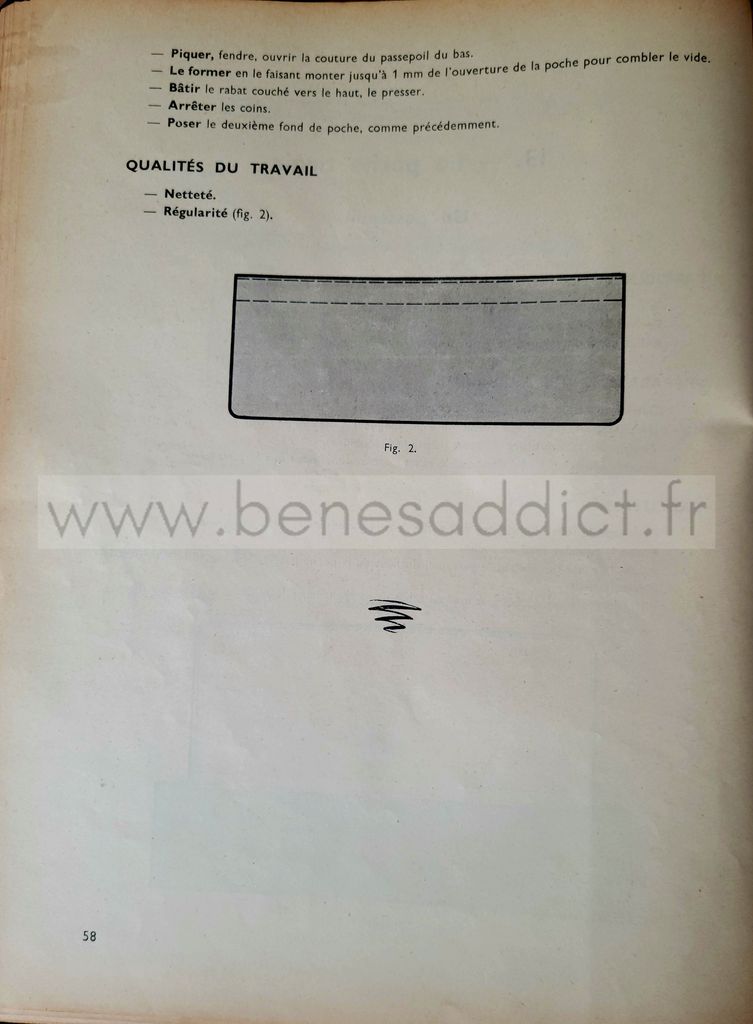 — Piquer, fendre, ouvrir la couture du passepoil du bas.
— Le former en le faisant monter jusqu'à 1 mm de l'ouverture de la poche pour combler le vide.
— Bâtir le rabat couché vers le haut, le presser.
— Arrêter les coins.
— Poser le deuxième fond de poche, comme précédemment.
QUALITÉS DU TRAVAIL
— Netteté.
— Régularité (fig. 2).
Fig. 2.
www.benesaddict.fr
58